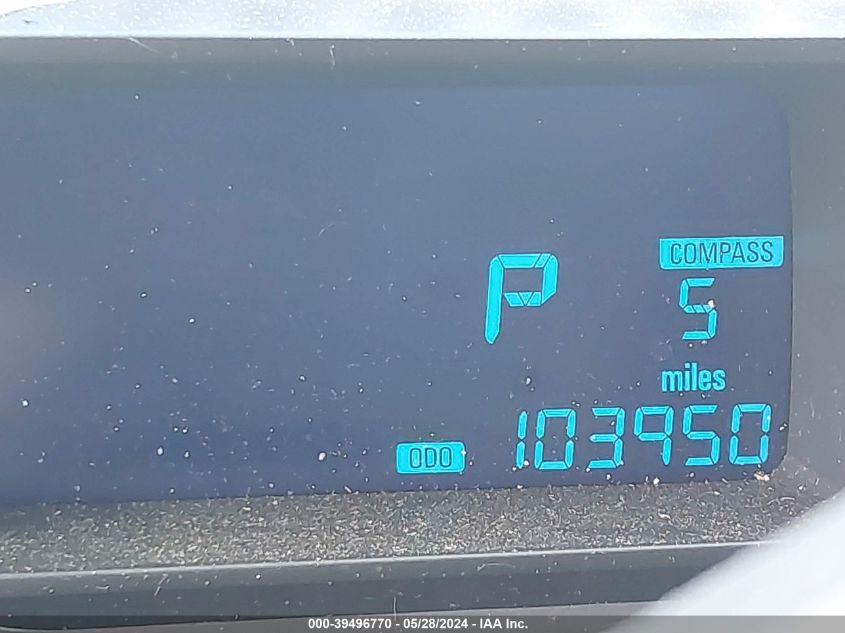 COMPASS
P S
miles
ODO 103950
000-39496770 - 05/28/2024 - IAA Inc.